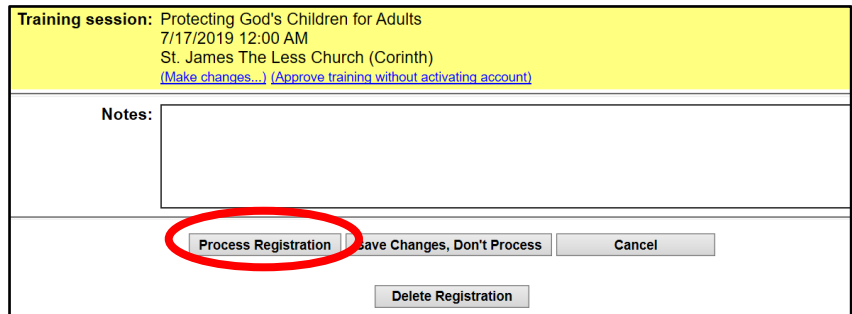 Training session: Protecting God's Children for Adults
7/17/2019 12:00 AM
St. James The Less Church (Corinth)
(Make changes...) (Approve training without activating account)
Notes:
Process Registration Save Changes, Don't Process Cancel
Delete Registration